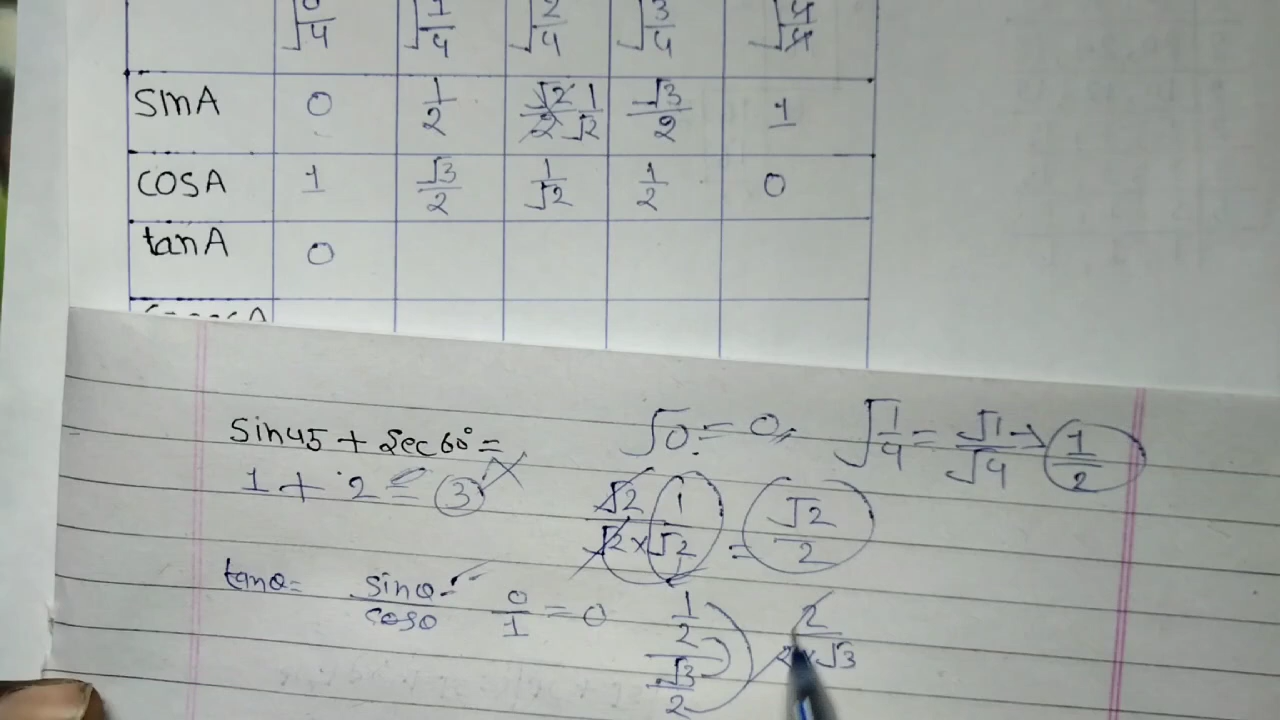 √0/4 √1/4 √2/4 √3/4 √4/4
sinA 0 1/2 √2/2 1/√2 √3/2 1
cosA 1 √3/2 1/√2 1/2 0
tanA 0
sin45 + sec60° =
1 + 2 = 3
√0 = 0, √1/4 = √1/√4 → 1/2
√2/√2×√2 1 = √2/2
tanθ = sinθ/cosθ 0/1 = 0
1/2/√3/2 2/2×√3